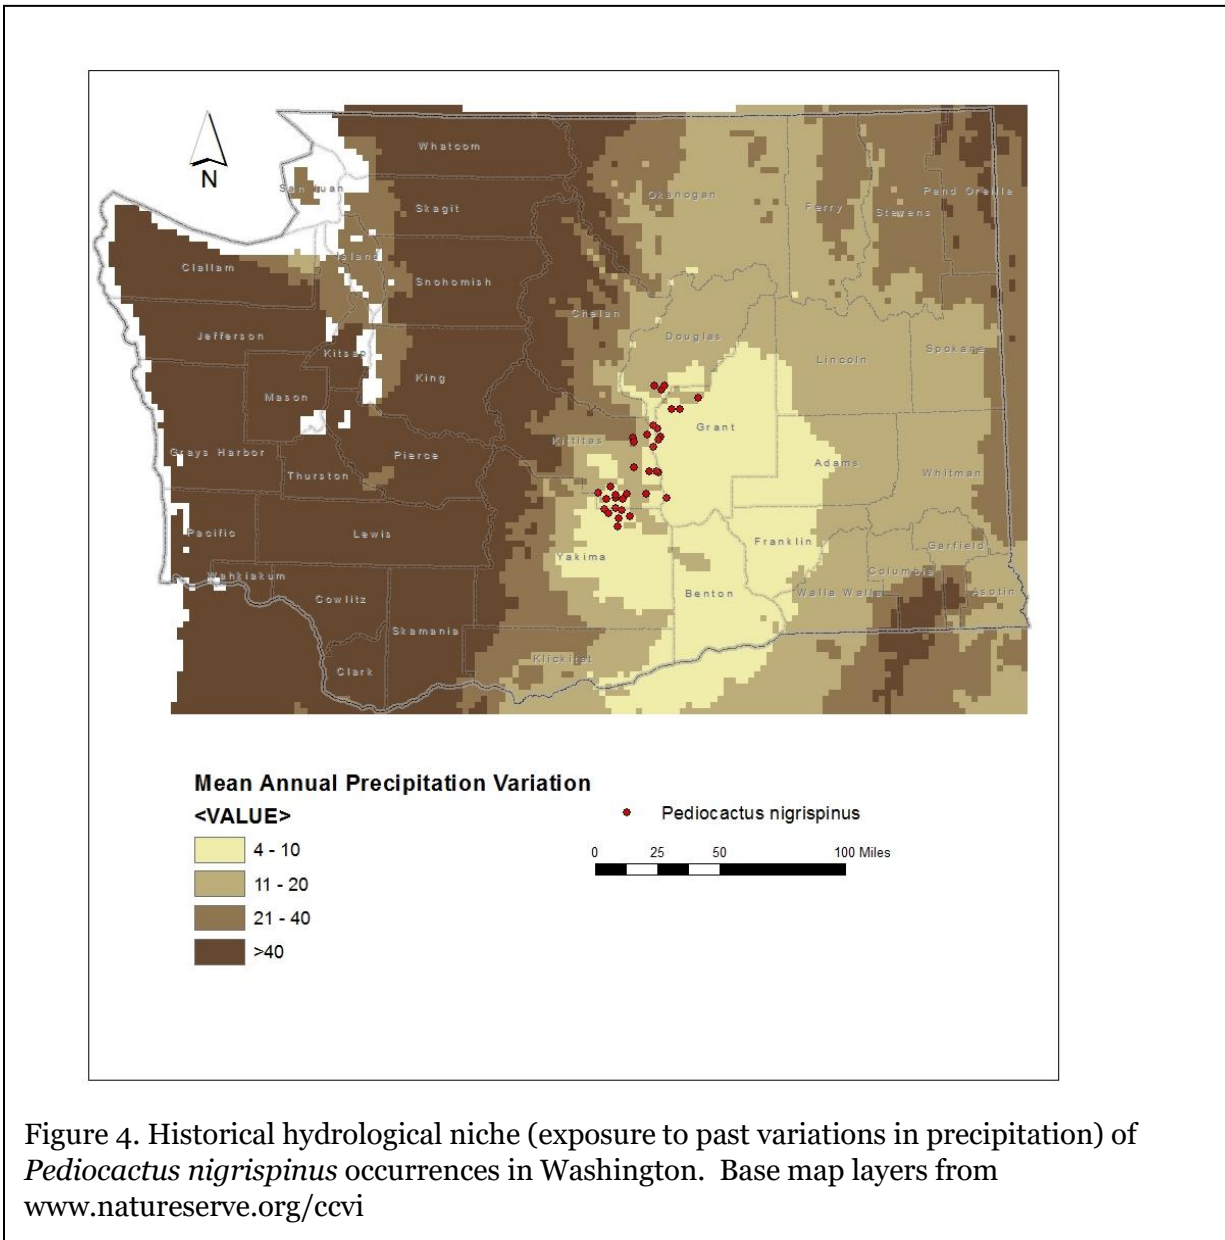 N
Whatcom
San Juan
Skagit
Okanogan
Ferry
Stevens
Pend Oreille
Island
Clallam
Snohomish
Chelan
Jefferson
Kitsap
Douglas
Lincoln
Spokane
King
Mason
Grant
Kittitas
Grays Harbor
Pierce
Adams
Whitman
Thurston
Pacific
Lewis
Yakima
Franklin
Garfield
Wahkiakum
Columbia
Cowlitz
Benton
Walla Walla
Asotin
Skamania
Klickitat
Clark
Mean Annual Precipitation Variation
<VALUE>
4 - 10
11 - 20
21 - 40
>40
Pediocactus nigrispinus
0 25 50 100 Miles
Figure 4. Historical hydrological niche (exposure to past variations in precipitation) of
Pediocactus nigrispinus occurrences in Washington.  Base map layers from
www.natureserve.org/ccvi